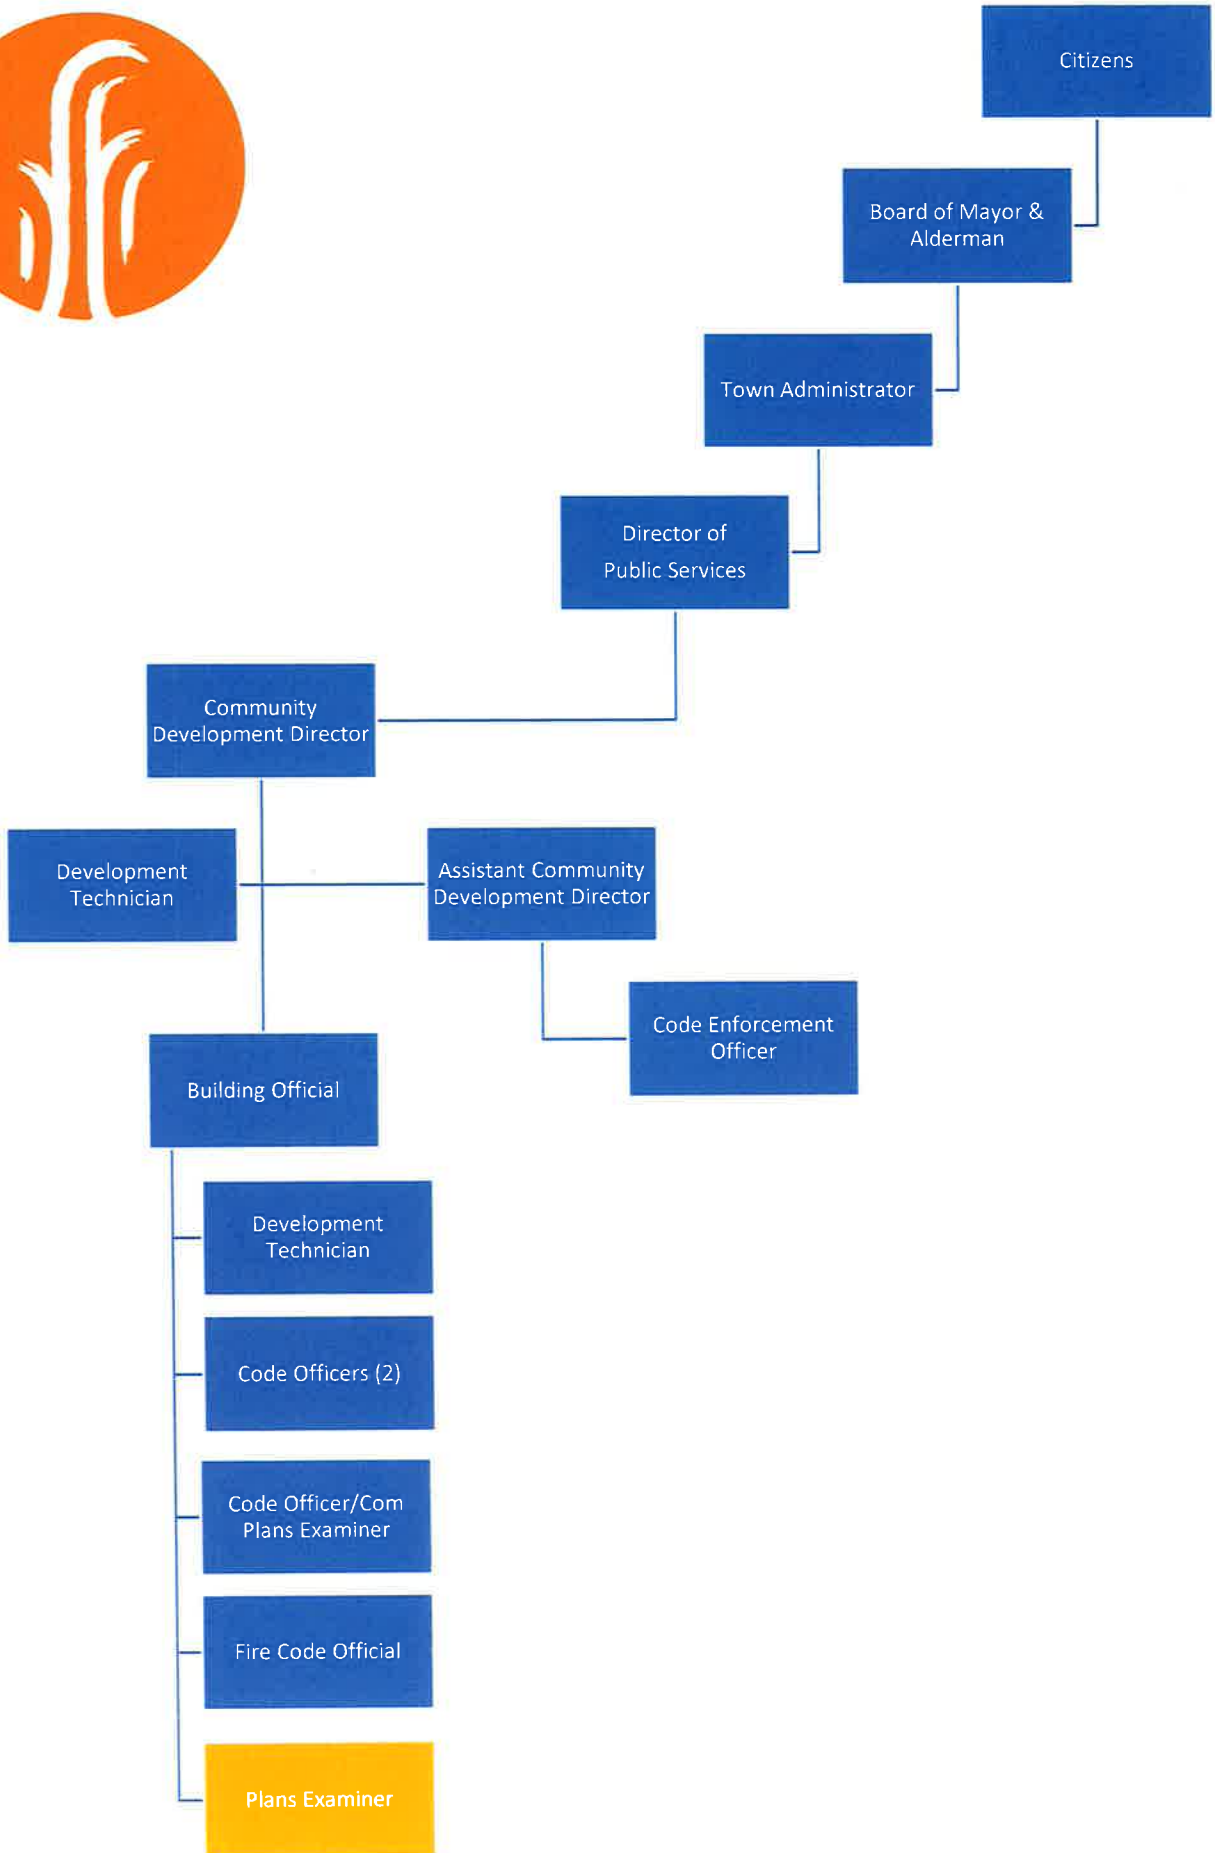 Citizens
Board of Mayor &
Alderman
Town Administrator
Director of
Public Services
Community
Development Director
Development
Technician
Assistant Community
Development Director
Code Enforcement
Officer
Building Official
Development
Technician
Code Officers (2)
Code Officer/Com
Plans Examiner
Fire Code Official
Plans Examiner